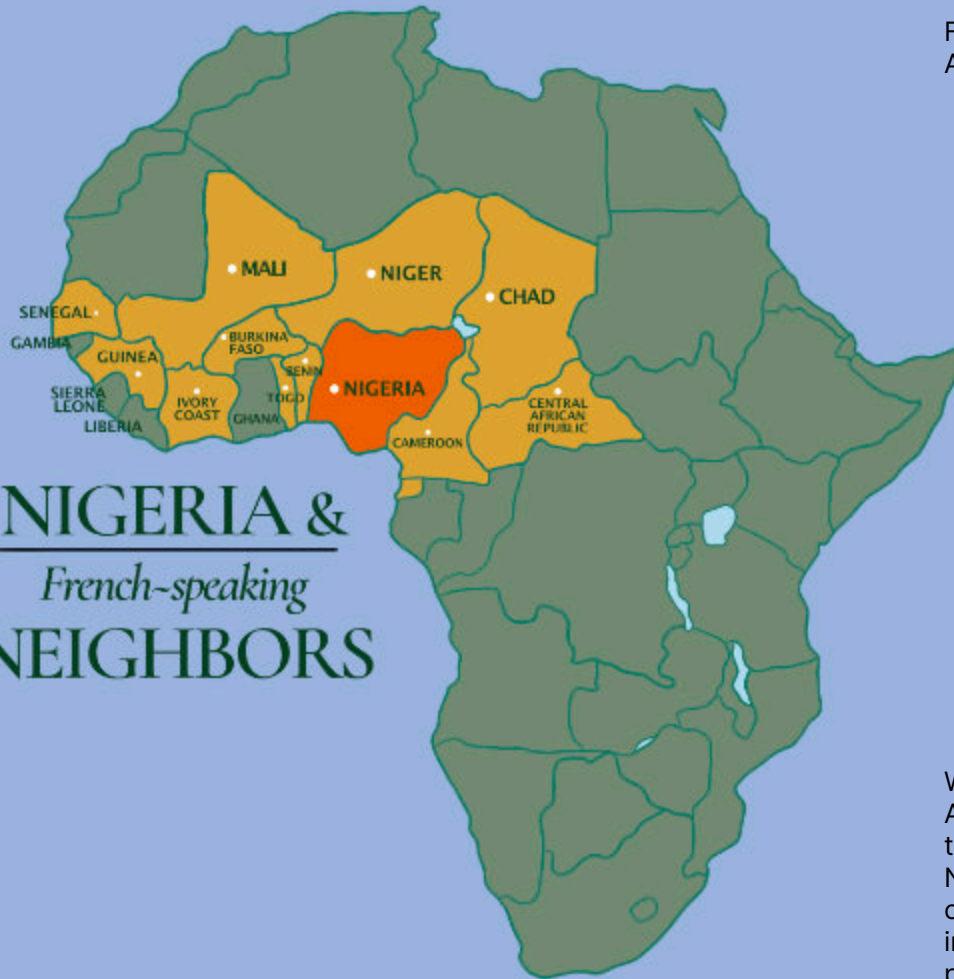 MALI
NIGER
CHAD
SENEGAL
GAMBIA
GUINEA
BURKINA
FASO
BENIN
SIERRA
LEONE
LIBERIA
IVORY
COAST
GHANA
TOGO
NIGERIA
CAMEROON
CENTRAL
AFRICAN
REPUBLIC
NIGERIA &
French-speaking
NEIGHBORS